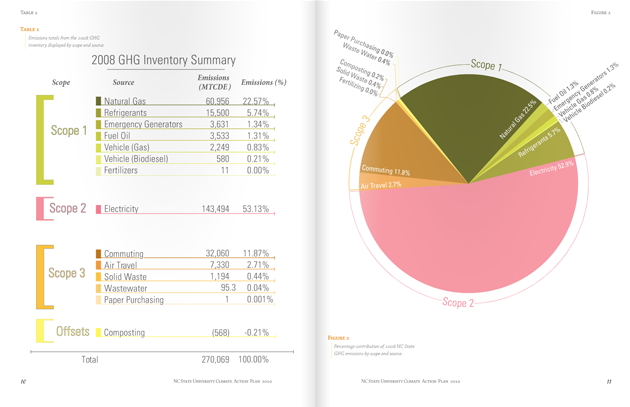 Table 2
Table 2
Emissions totals from the 2008 GHG
inventory displayed by scope and source
2008 GHG Inventory Summary
Scope Source Emissions (MTCDE) Emissions (%)
Scope 1
Natural Gas 60,956 22.57%
Refrigerants 15,500 5.74%
Emergency Generators 3,631 1.34%
Fuel Oil 3,533 1.31%
Vehicle (Gas) 2,249 0.83%
Vehicle (Biodiesel) 580 0.21%
Fertilizers 11 0.00%
Scope 2
Electricity 143,494 53.13%
Scope 3
Commuting 32,060 11.87%
Air Travel 7,330 2.71%
Solid Waste 1,194 0.44%
Wastewater 95.3 0.04%
Paper Purchasing 1 0.001%
Offsets
Composting (568) -0.21%
Total 270,069 100.00%
10
NC State University Climate Action Plan 2010
Figure 2
Paper Purchasing 0.0%
Waste Water 0.4%
Composting 0.2%
Solid Waste 0.4%
Fertilizing 0.0%
Scope 1
Fuel Oil 1.3%
Emergency Generators 1.3%
Vehicle Gas 0.8%
Vehicle Biodiesel 0.2%
Natural Gas 22.5%
Refrigerants 5.7%
Electricity 52.9%
Scope 3
Commuting 11.8%
Air Travel 2.7%
Scope 2
Figure 2
Percentage contribution of 2008 NC State
GHG emissions by scope and source
NC State University Climate Action Plan 2010
11